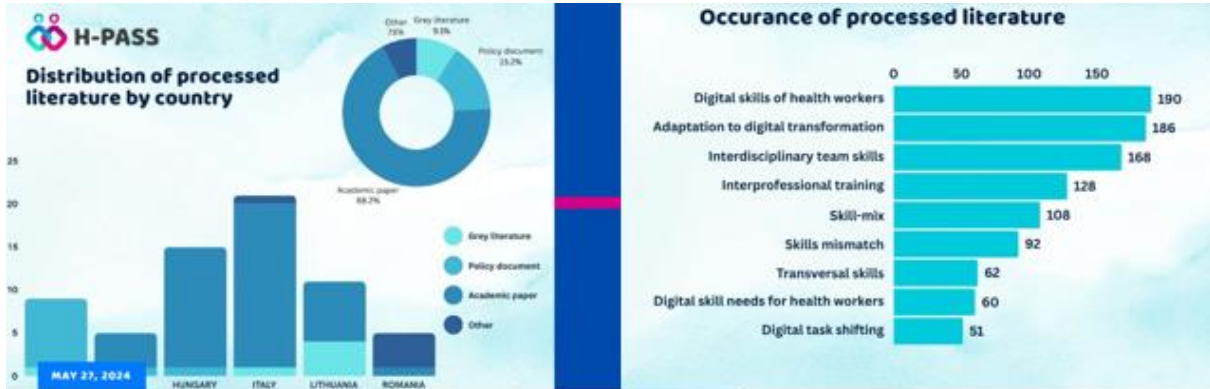 H-PASS
Distribution of processed
literature by country
Other
Grey literature
9.1%
Policy document
15.2%
Academic paper
68.2%
25
20
15
10
5
0
Grey literature
Policy document
Academic paper
Other
MAY 27, 2024
HUNGARY
ITALY
LITHUANIA
ROMANIA
Occurance of processed literature
0
50
100
150
Digital skills of health workers
190
Adaptation to digital transformation
186
Interdisciplinary team skills
168
Interprofessional training
128
Skill-mix
108
Skills mismatch
92
Transversal skills
62
Digital skill needs for health workers
60
Digital task shifting
51